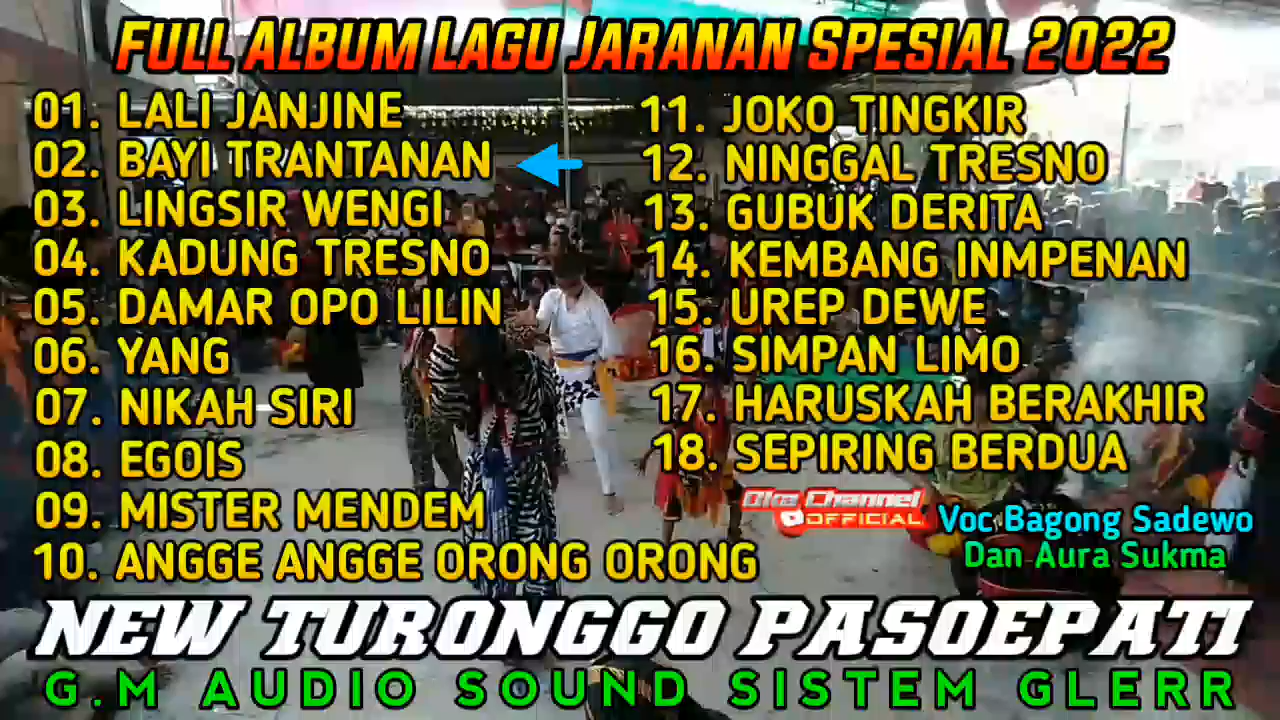 FULL ALBUM LAGU JARANAN SPESIAL 2022
01. LALI JANJINE
02. BAYI TRANTANAN
03. LINGSIR WENGI
04. KADUNG TRESNO
05. DAMAR OPO LILIN
06. YANG
07. NIKAH SIRI
08. EGOIS
09. MISTER MENDEM
10. ANGGE ANGGE ORONG ORONG
11. JOKO TINGKIR
12. NINGGAL TRESNO
13. GUBUK DERITA
14. KEMBANG INMPENAN
15. UREP DEWE
16. SIMPAN LIMO
17. HARUSKAH BERAKHIR
18. SEPIRING BERDUA
Channel
OFFICIAL
Voc Bagong Sadewo
Dan Aura Sukma
NEW TURONGGO PASOEPATI
G.M AUDIO SOUND SISTEM GLERR